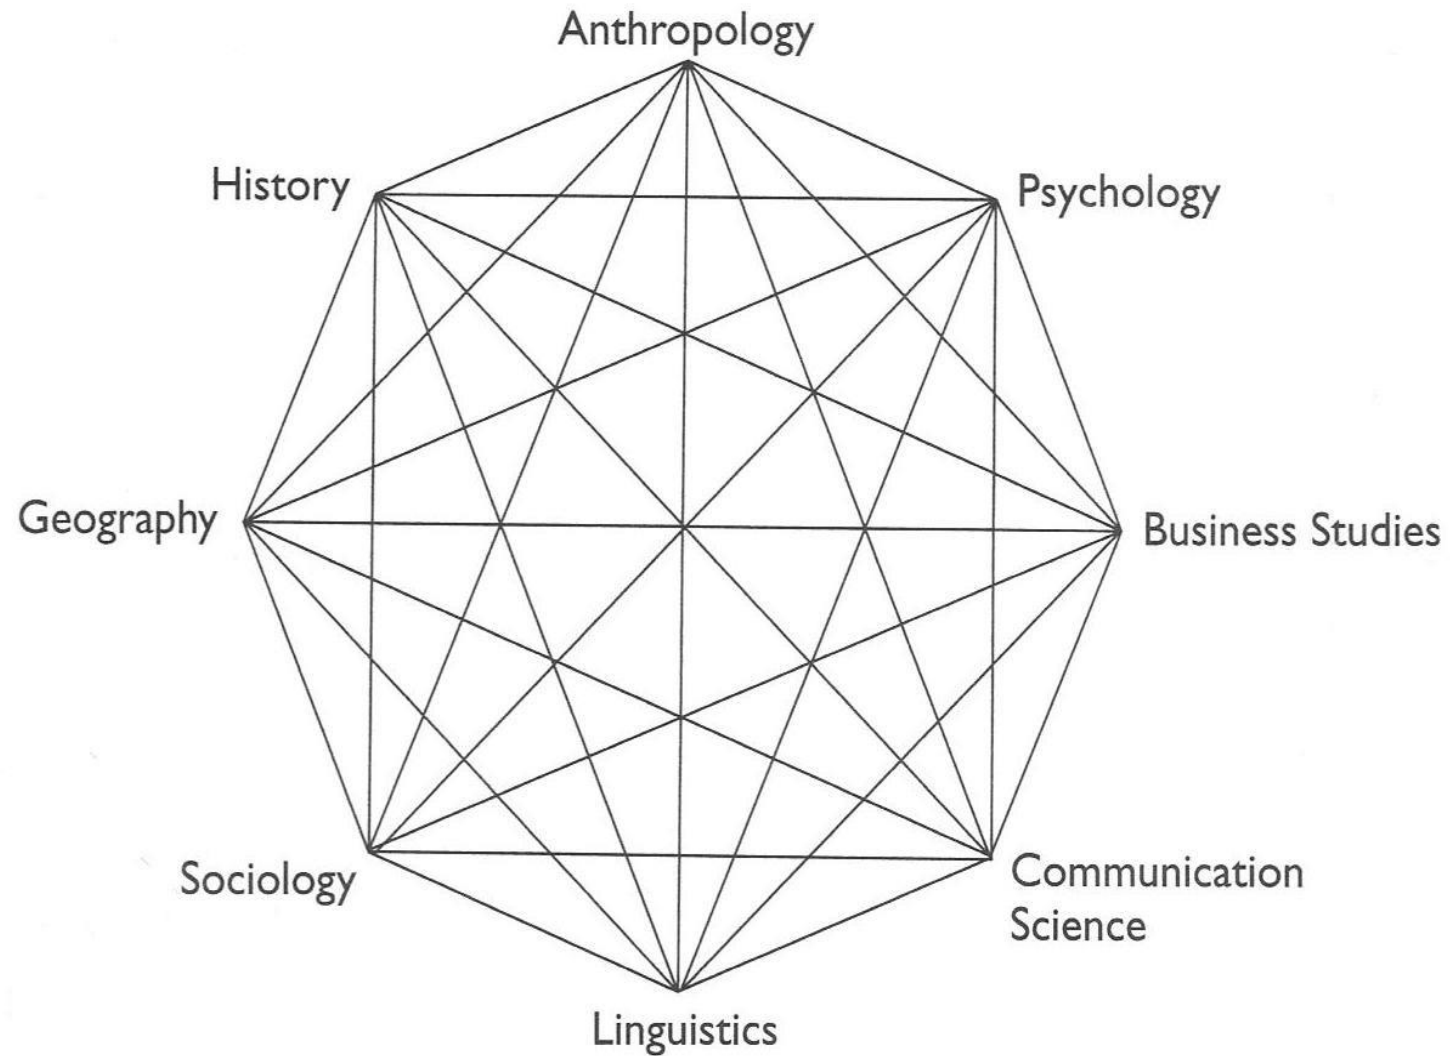 Anthropology
History
Psychology
Geography
Business Studies
Sociology
Communication
Science
Linguistics